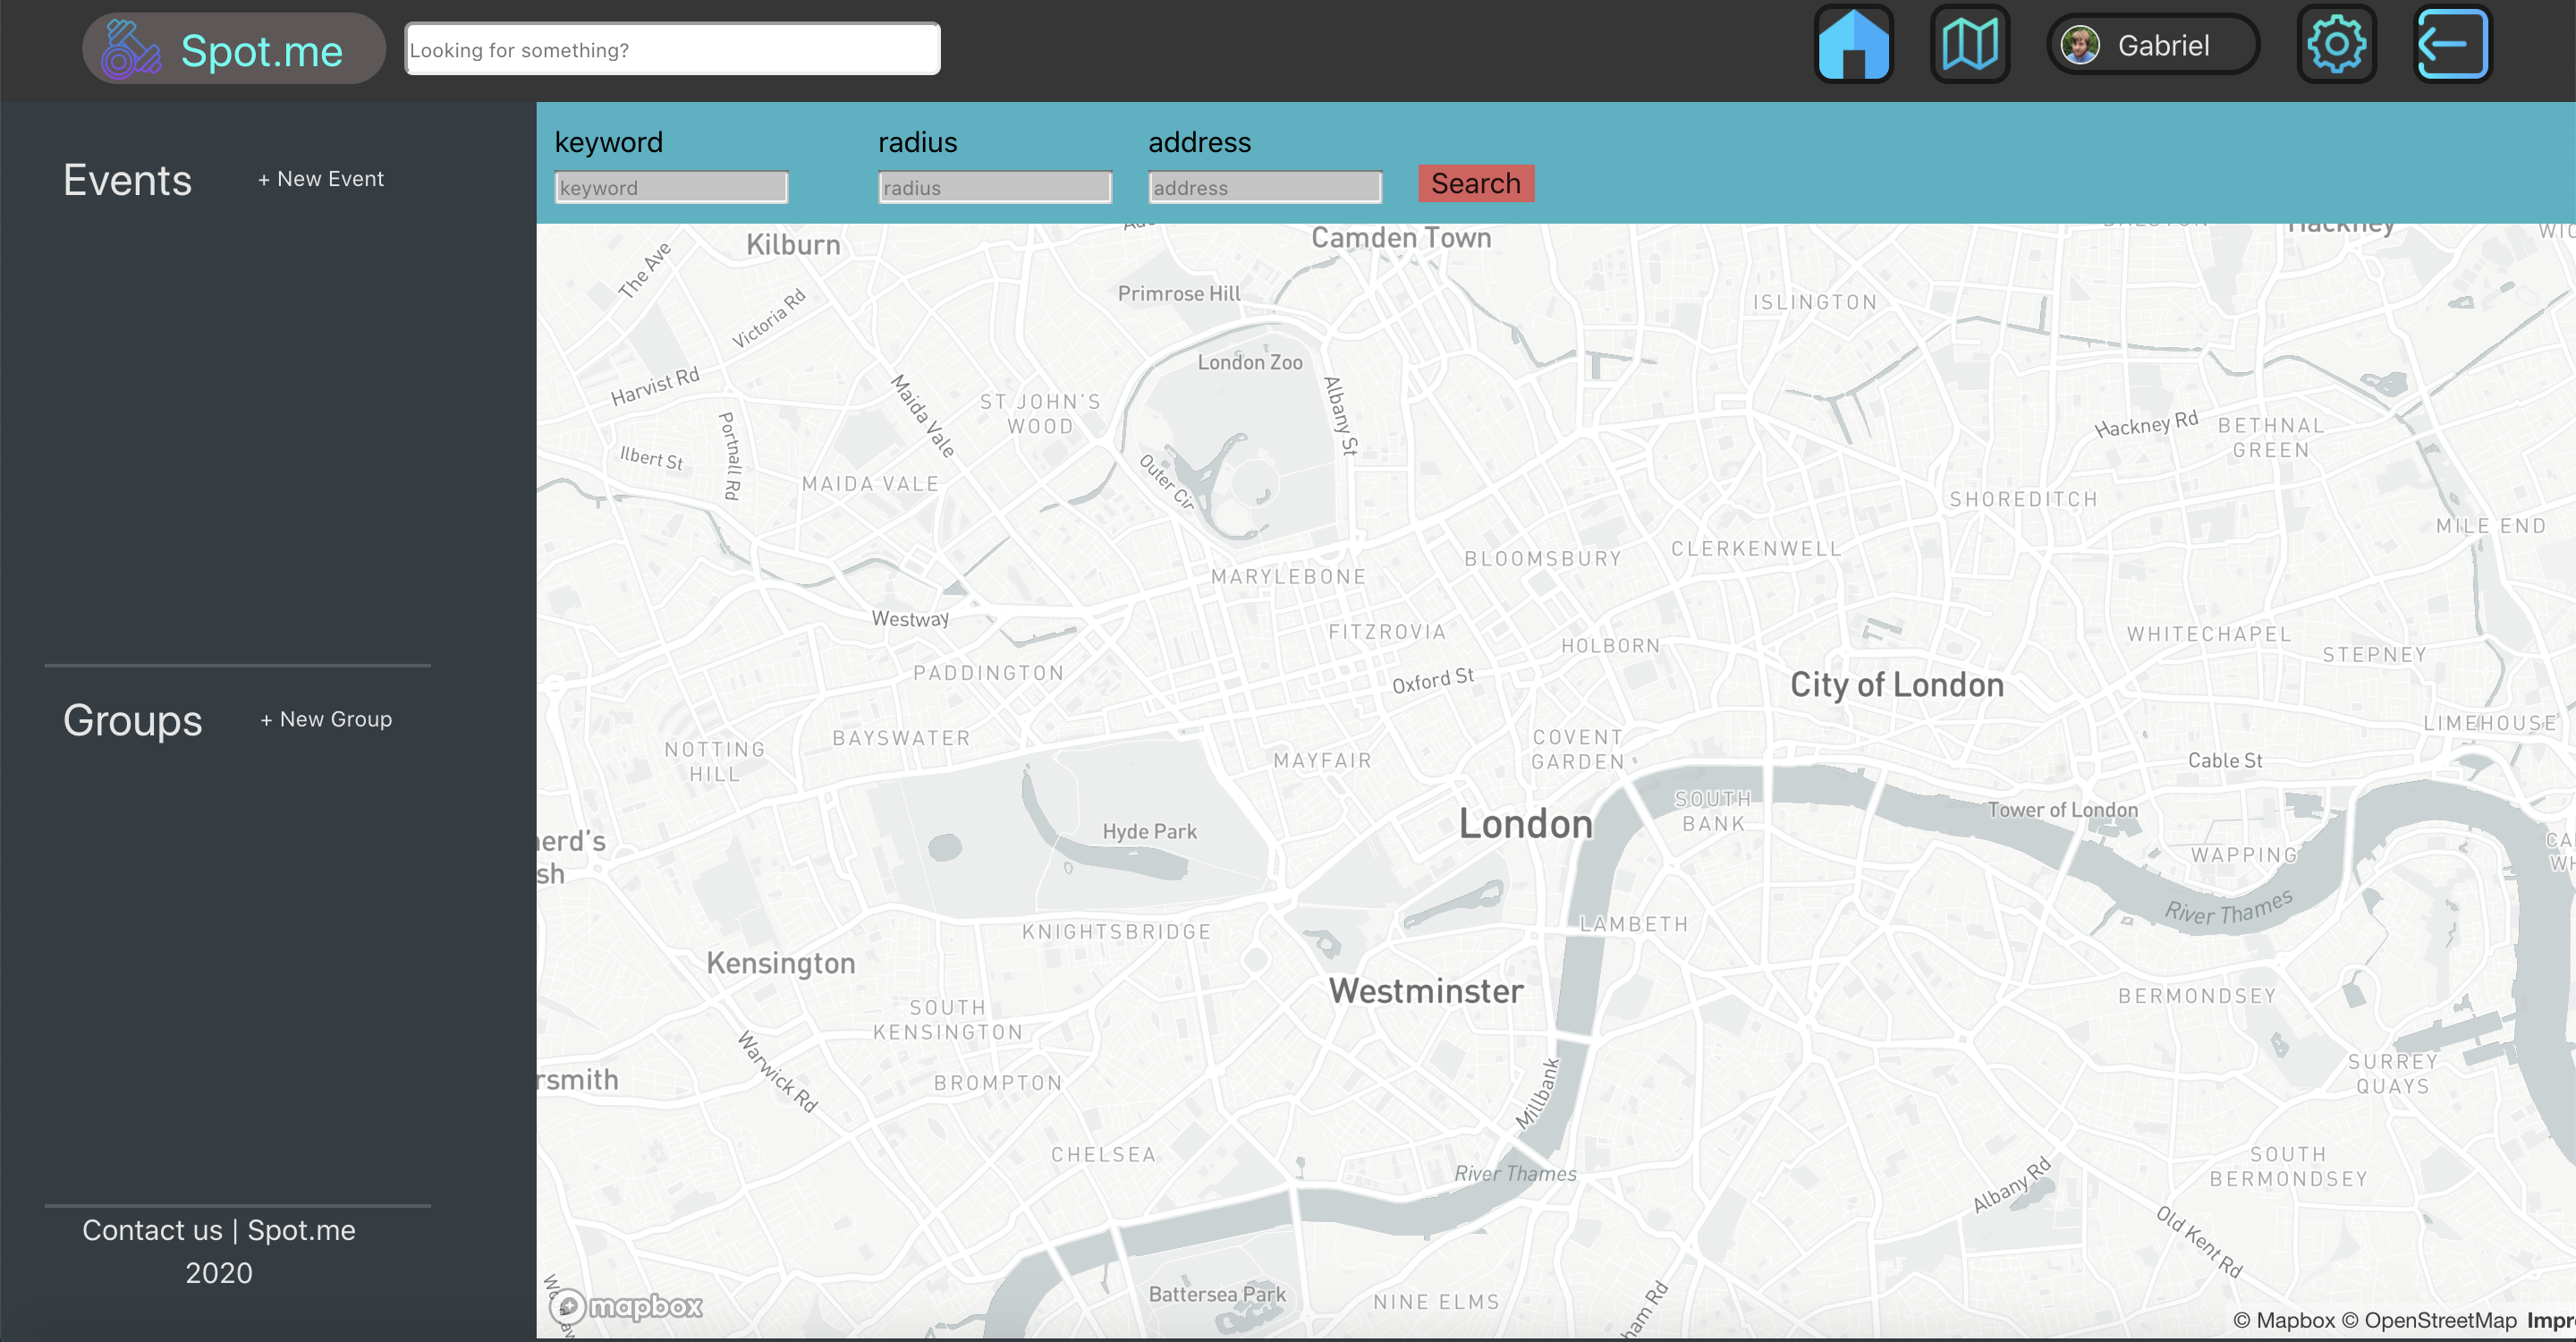 Spot.me
Looking for something?
Gabriel
Events
+ New Event
Groups
+ New Group
Contact us | Spot.me
2020
keyword
radius
address
keyword
radius
address
Search
Kilburn
Camden Town
Hackney
The Ave
Primrose Hill
Victoria Rd
ISLINGTON
London Zoo
Harvist Rd
Maida Vale
Albany St
ST JOHN'S
WOOD
Portnall Rd
Hackney Rd
BETHNAL
GREEN
Ilbert St
Outer Cir
MAIDA VALE
SHOREDITCH
MILE END
BLOOMSBURY
CLERKENWELL
MARYLEBONE
Westway
FITZROVIA
HOLBORN
WHITECHAPEL
STEPNEY
PADDINGTON
Oxford St
City of London
LIMEHOUSE
NOTTING
HILL
BAYSWATER
MAYFAIR
COVENT
GARDEN
Cable St
SOUTH
BANK
Tower of London
London
Hyde Park
herd's
sh
WAPPING
River Thames
KNIGHTSBRIDGE
LAMBETH
Kensington
Westminster
BERMONDSEY
SOUTH
KENSINGTON
Warwick Rd
Millbank
SURREY
QUAYS
rsmith
BROMPTON
CHELSEA
River Thames
SOUTH
BERMONDSEY
Albany Rd
Old Kent Rd
Battersea Park
NINE ELMS
ham Rd
mapbox
© Mapbox © OpenStreetMap Impr